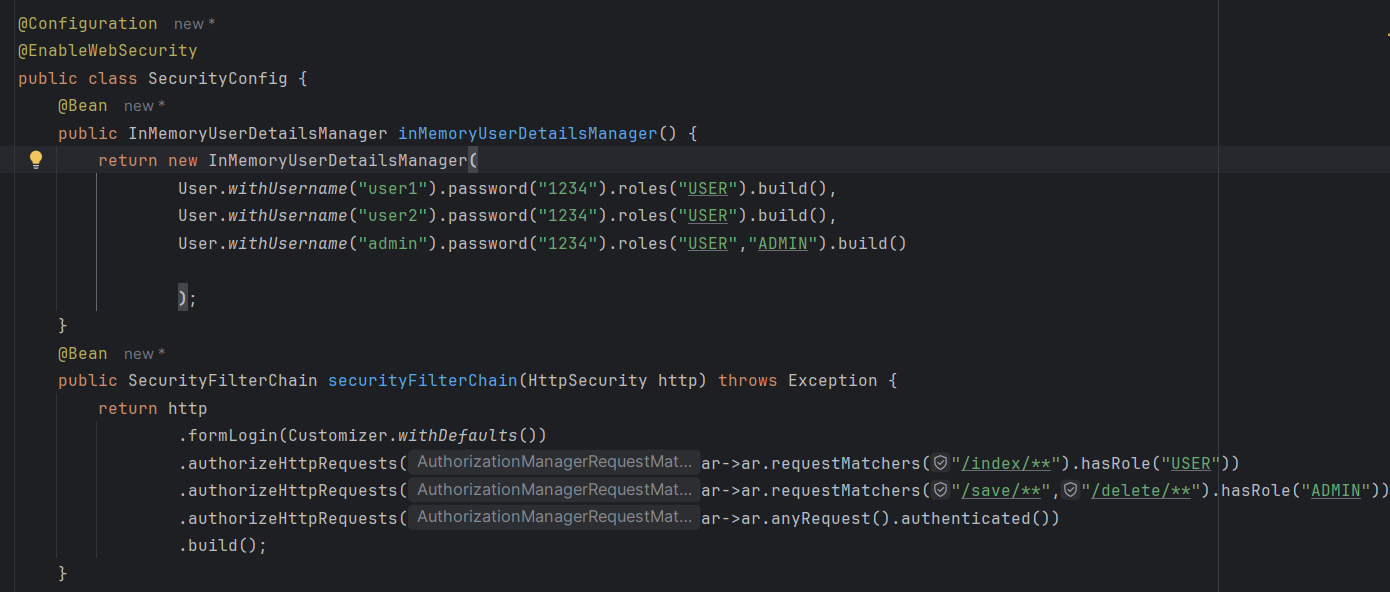 @Configuration new *
@EnableWebSecurity
public class SecurityConfig {
@Bean new *
public InMemoryUserDetailsManager inMemoryUserDetailsManager() {
return new InMemoryUserDetailsManager(
User.withUsername("user1").password("1234").roles("USER").build(),
User.withUsername("user2").password("1234").roles("USER").build(),
User.withUsername("admin").password("1234").roles("USER","ADMIN").build()
);
}
@Bean new *
public SecurityFilterChain securityFilterChain(HttpSecurity http) throws Exception {
return http
.formLogin(Customizer.withDefaults())
.authorizeHttpRequests( AuthorizationManagerRequestMat... ar->ar.requestMatchers("/index/**").hasRole("USER"))
.authorizeHttpRequests( AuthorizationManagerRequestMat... ar->ar.requestMatchers("/save/**","/delete/**").hasRole("ADMIN"))
.authorizeHttpRequests( AuthorizationManagerRequestMat... ar->ar.anyRequest().authenticated())
.build();
}